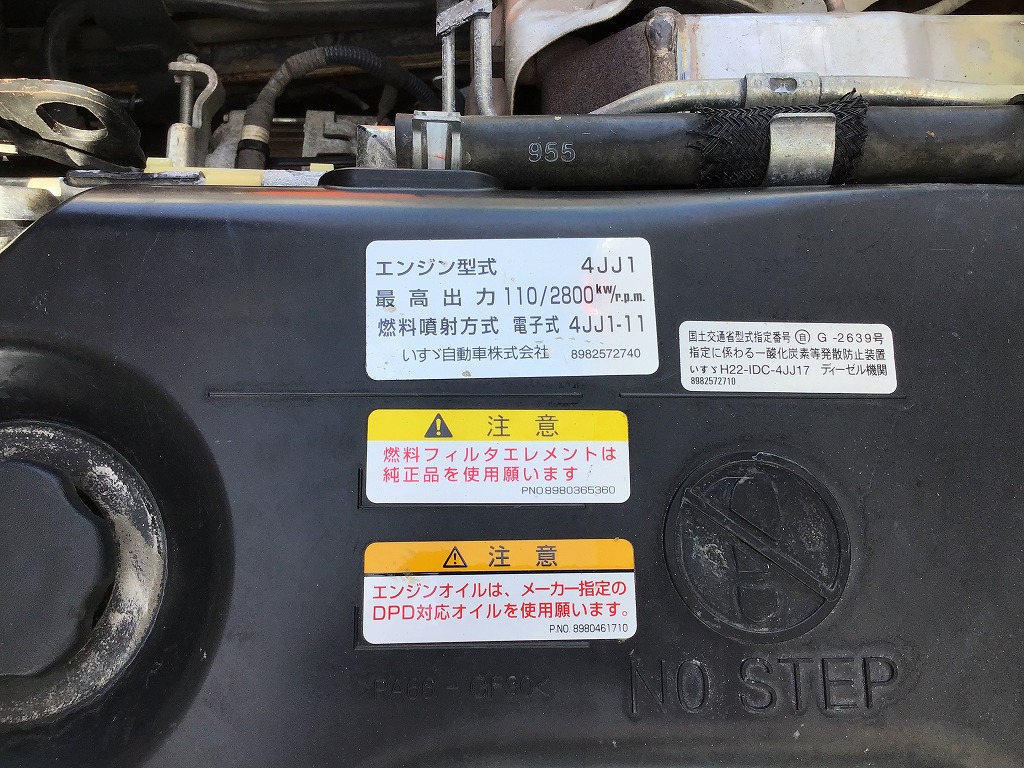 955
エンジン型式 4JJ1
最高出力 110/2800kw/r.p.m.
燃料噴射方式 電子式 4JJ1-11
いすゞ自動車株式会社 8982572740
国土交通省型式指定番号 ㊐ G-2639号
指定に係わる一酸化炭素等発散防止装置
いすゞH22-IDC-4JJ17 ディーゼル機関
8982572710
注意
燃料フィルタエレメントは
純正品を使用願います
PNO8980365360
注意
エンジンオイルは、メーカー指定の
DPD対応オイルを使用願います。
P.NO. 8980461710
>PA66-GF30<
NO STEP